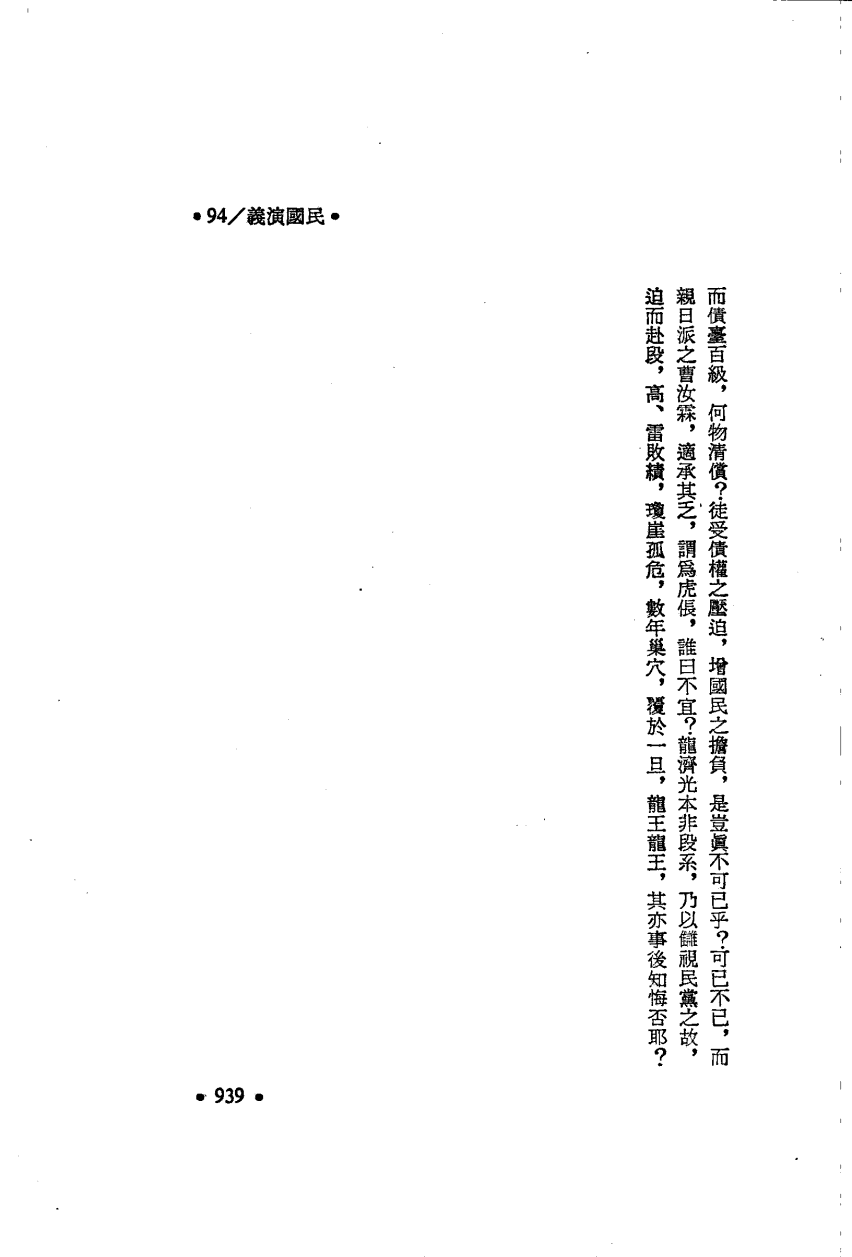 •94/義演國民•
而債臺百級，何物清償？徒受債權之壓迫，增國民之擔負，是豈眞不可已乎？可已不已，而
親日派之曹汝霖，適承其乏，謂爲虎倀，誰曰不宜？龍濟光本非段系，乃以讎視民黨之故，
迫而赴段，高、雷敗績，瓊崖孤危，數年巢穴，覆於一旦，龍王龍王，其亦事後知悔否耶？
• 939 •